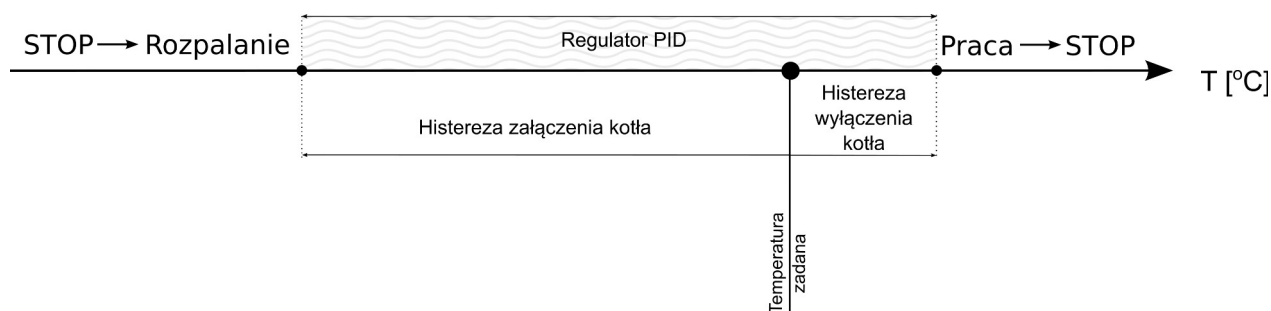 STOP → Rozpalanie
Regulator PID
Praca → STOP
T [°C]
Histereza załączenia kotła
Histereza
wyłączenia
kotła
Temperatura
zadana